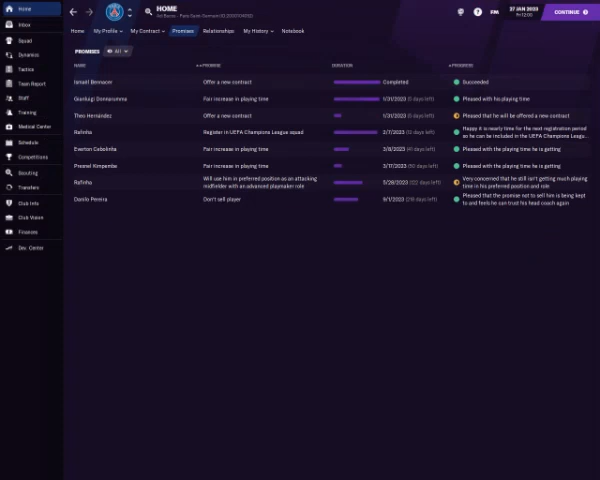 Home
Inbox
Squad
Dynamics
Tactics
Team Report
Staff
Training
Medical Center
Schedule
Competitions
Scouting
Transfers
Club Info
Club Vision
Finances
Dev. Center
HOME
27 JAN 2023
Fri 12:00
FM
CONTINUE
Home My Profile My Contract Promises Relationships My History Notebook
PROMISES All
NAME PROMISE DURATION PROGRESS
Ismaël Bennacer Offer a new contract Completed Succeeded
Gianluigi Donnarumma Fair increase in playing time 1/31/2023 (5 days left) Pleased with his playing time
Theo Hernández Offer a new contract 1/31/2023 (5 days left) Pleased that he will be offered a new contract
Rafinha Register in UEFA Champions League squad 2/7/2023 (12 days left) Happy it is nearly time for the next registration period
so he can be included in the UEFA Champions Leagu...
Everton Cebolinha Fair increase in playing time (41 days left) Pleased with the playing time he is getting
Presnel Kimpembe Fair increase in playing time 3/17/2023 (50 days left) Pleased with the playing time he is getting
Rafinha Will use him in preferred position as an attacking
midfielder with advanced playmaker role 5/28/2023 (122 days left) Very concerned that he still isn't getting much playing
time in his preferred position and role
Danilo Pereira Don't sell player 9/1/2023 (218 days left) Pleased that the promise not to sell him is being kept
to and feels he can trust his head coach again